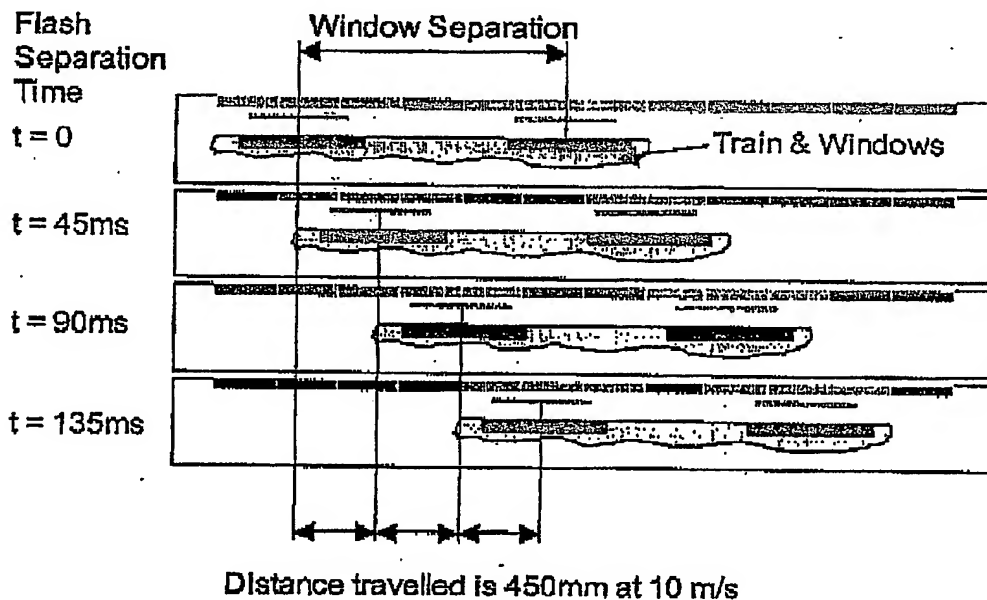 Flash
Separation
Time
Window Separation
t = 0
Train & Windows
t = 45ms
t = 90ms
t = 135ms
Distance travelled is 450mm at 10 m/s